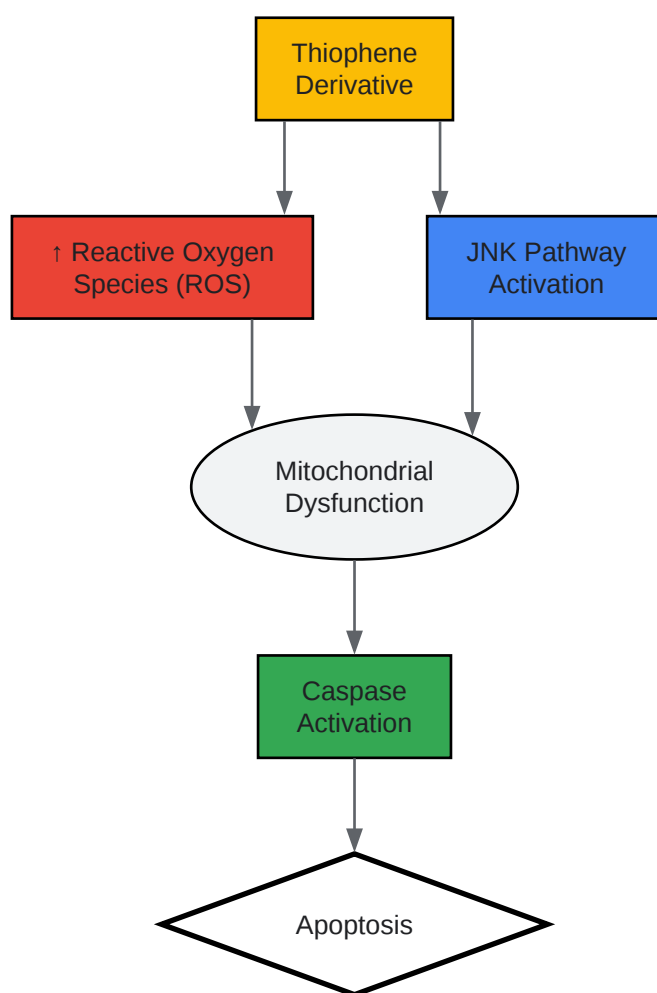 Thiophene
Derivative
↑ Reactive Oxygen
Species (ROS)
JNK Pathway
Activation
Mitochondrial
Dysfunction
Caspase
Activation
Apoptosis